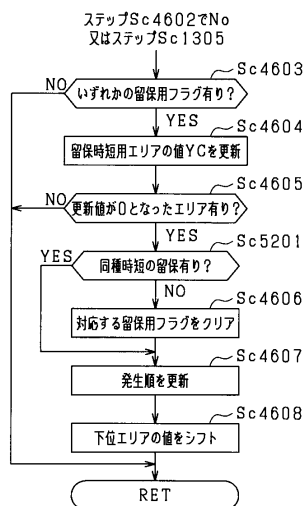 ステップSc4602でNo
又はステップSc1305
Sc4603
NO
いずれかの留保用フラグ有り?
YES
Sc4604
留保時短用エリアの値YCを更新
Sc4605
NO
更新値が0となったエリア有り?
YES
Sc5201
YES
同種時短の留保有り?
NO
Sc4606
対応する留保用フラグをクリア
Sc4607
発生順を更新
Sc4608
下位エリアの値をシフト
RET